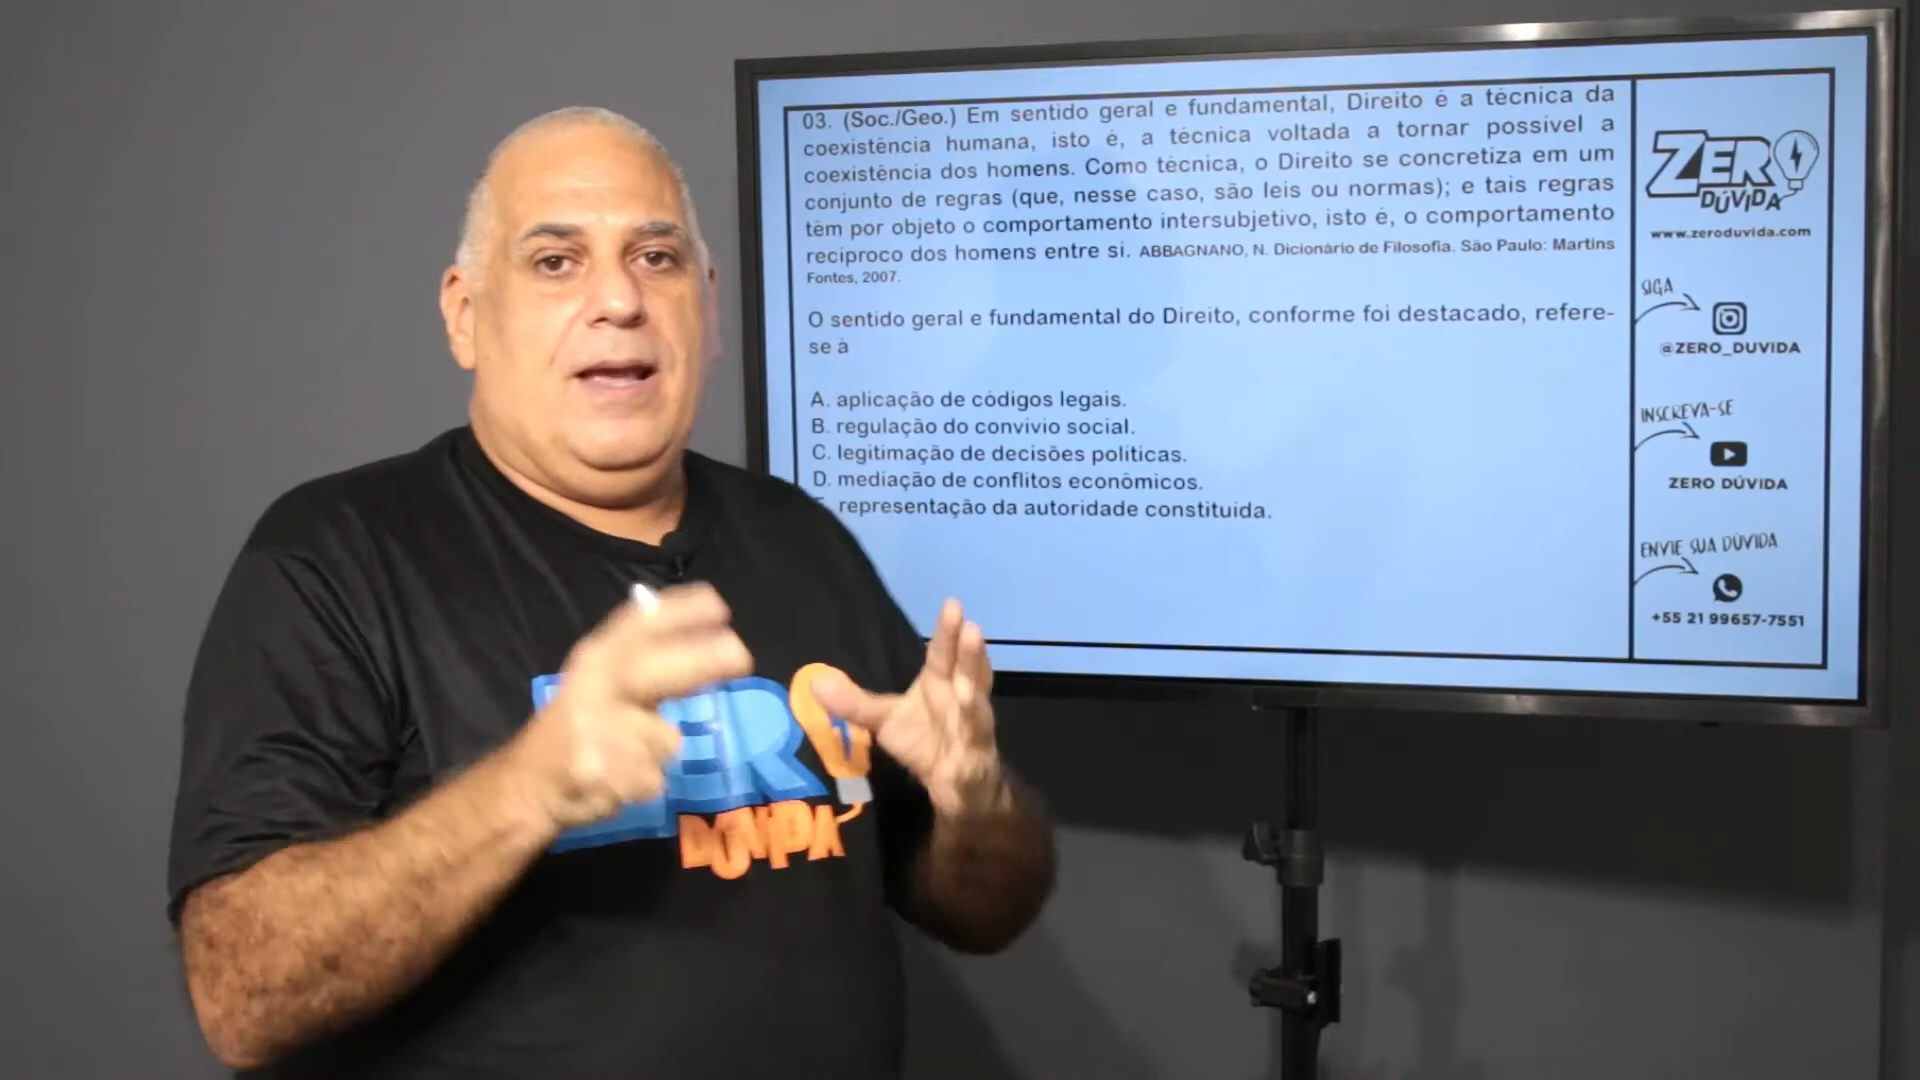 03. (Soc./Geo.) Em sentido geral e fundamental, Direito é a técnica da
coexistência humana, isto é, a técnica voltada a tornar possível a
coexistência dos homens. Como técnica, o Direito se concretiza em um
conjunto de regras (que, nesse caso, são leis ou normas); e tais regras
têm por objeto o comportamento intersubjetivo, isto é, o comportamento
recíproco dos homens entre si. ABBAGNANO, N. Dicionário de Filosofia. São Paulo: Martins
Fontes, 2007.
O sentido geral e fundamental do Direito, conforme foi destacado, refere-
se à
A. aplicação de códigos legais.
B. regulação do convívio social.
C. legitimação de decisões políticas.
D. mediação de conflitos econômicos.
representação da autoridade constituída.
ZERO
DÚVIDA
www.zeroduvida.com
SIGA
@ZERO_DUVIDA
INSCREVA-SE
ZERO DÚVIDA
ENVIE SUA DÚVIDA
+55 21 99657-7551